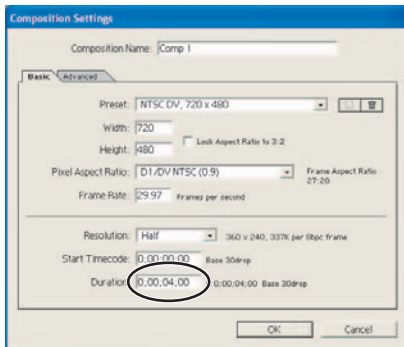 Composition Settings
Composition Name: Comp 1
Basic Advanced
Preset: NTSC DV, 720 x 480
Width: 720
Lock Aspect Ratio to 3:2
Height: 480
Pixel Aspect Ratio: D1/DV NTSC (0.9) Frame Aspect Ratio
27:20
Frame Rate: 29.97 Frames per second
Resolution: Half 360 x 240, 337K per 8bpc frame
Start Timecode: 0;00;00;00 Base 30drop
Duration: 0;00;04;00 0;00;04;00 Base 30drop
OK Cancel